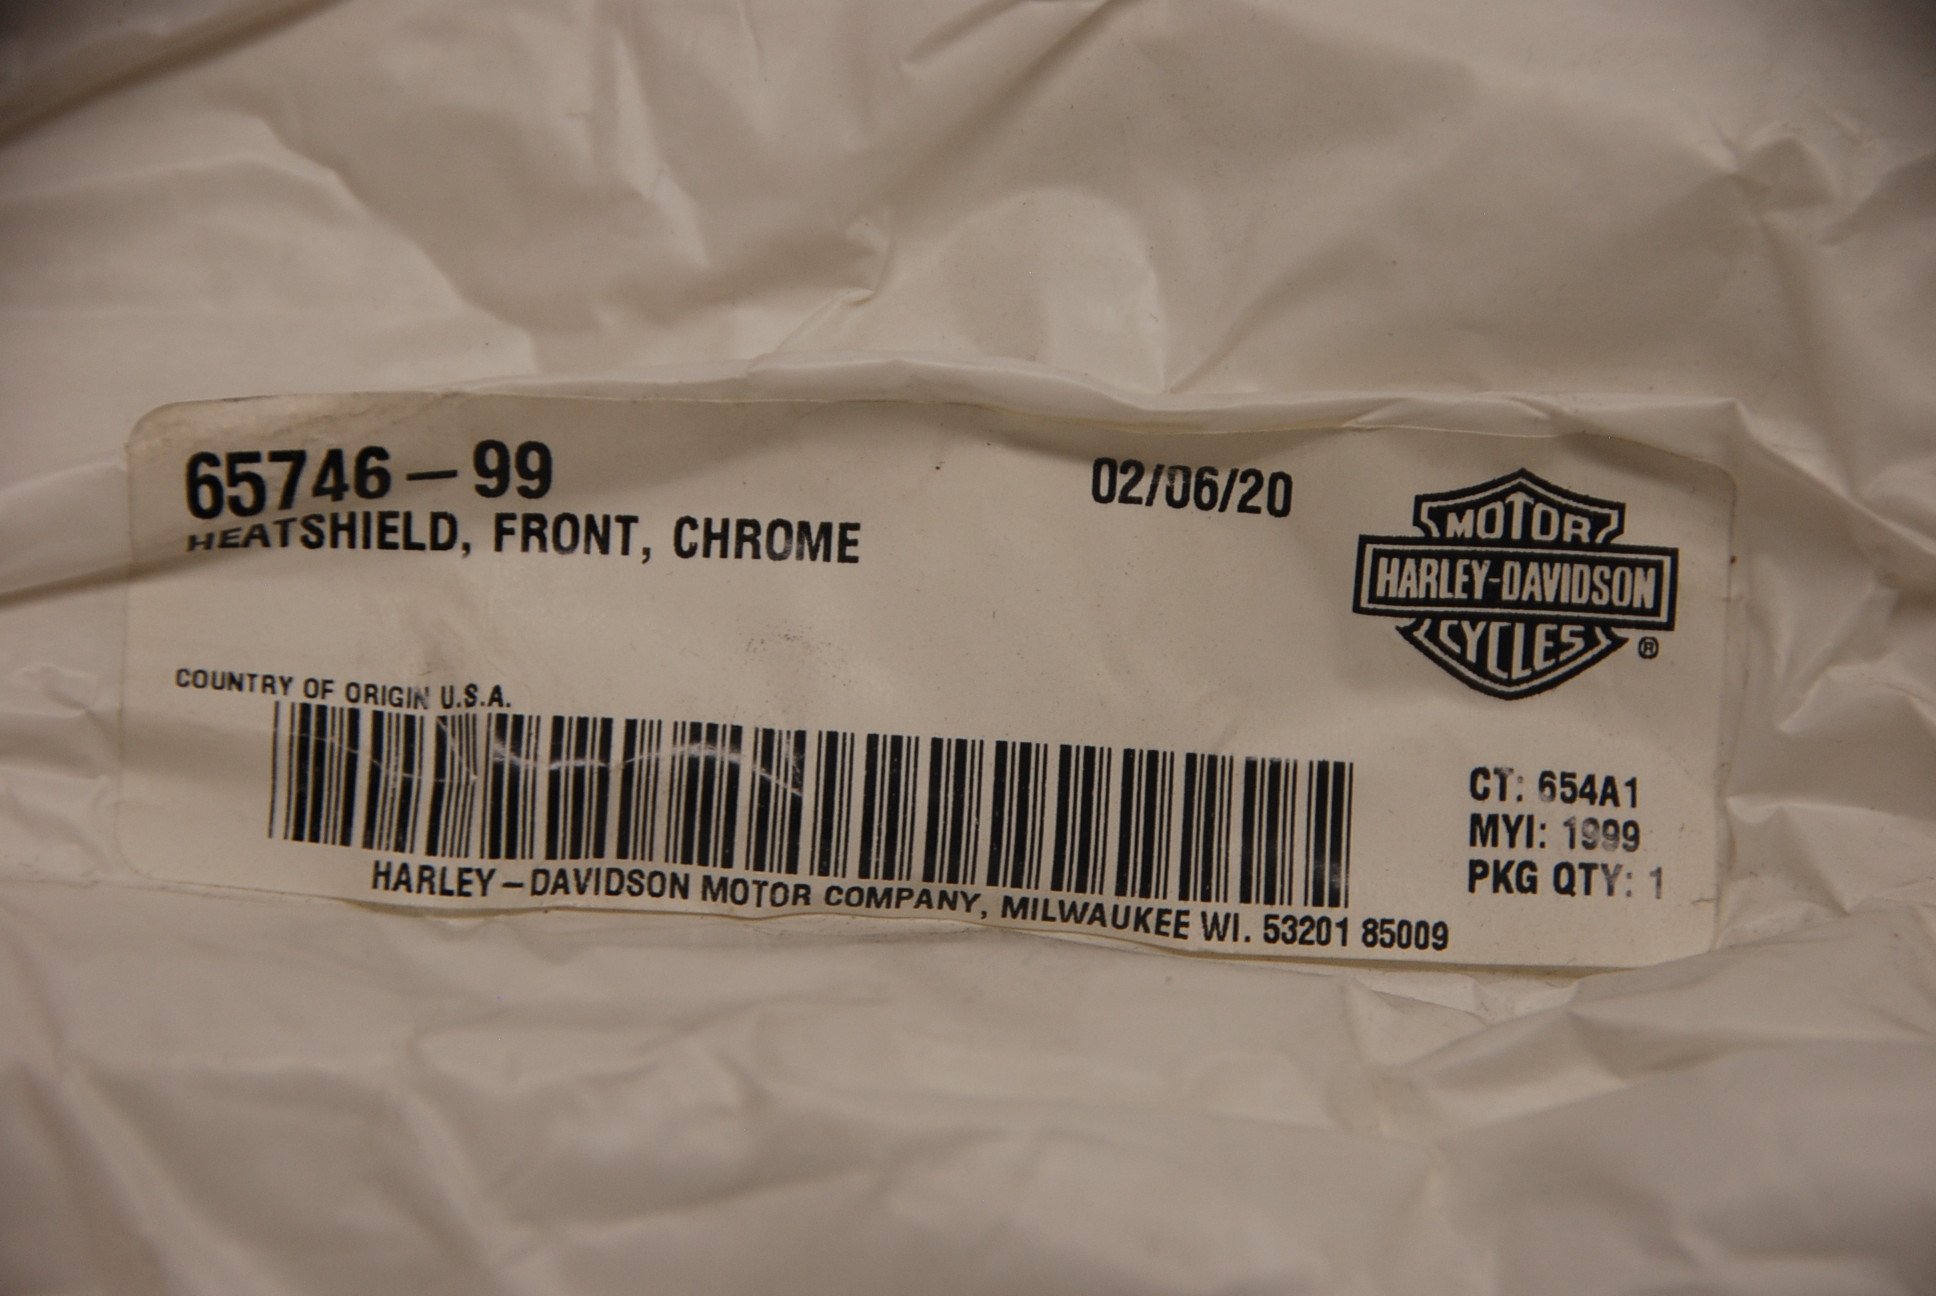 65746-99
02/06/20
HEATSHIELD, FRONT, CHROME
MOTOR
HARLEY-DAVIDSON
CYCLES
®
COUNTRY OF ORIGIN U.S.A.
CT: 654A1
MYI: 1999
PKG QTY: 1
HARLEY-DAVIDSON MOTOR COMPANY, MILWAUKEE WI. 53201 85009